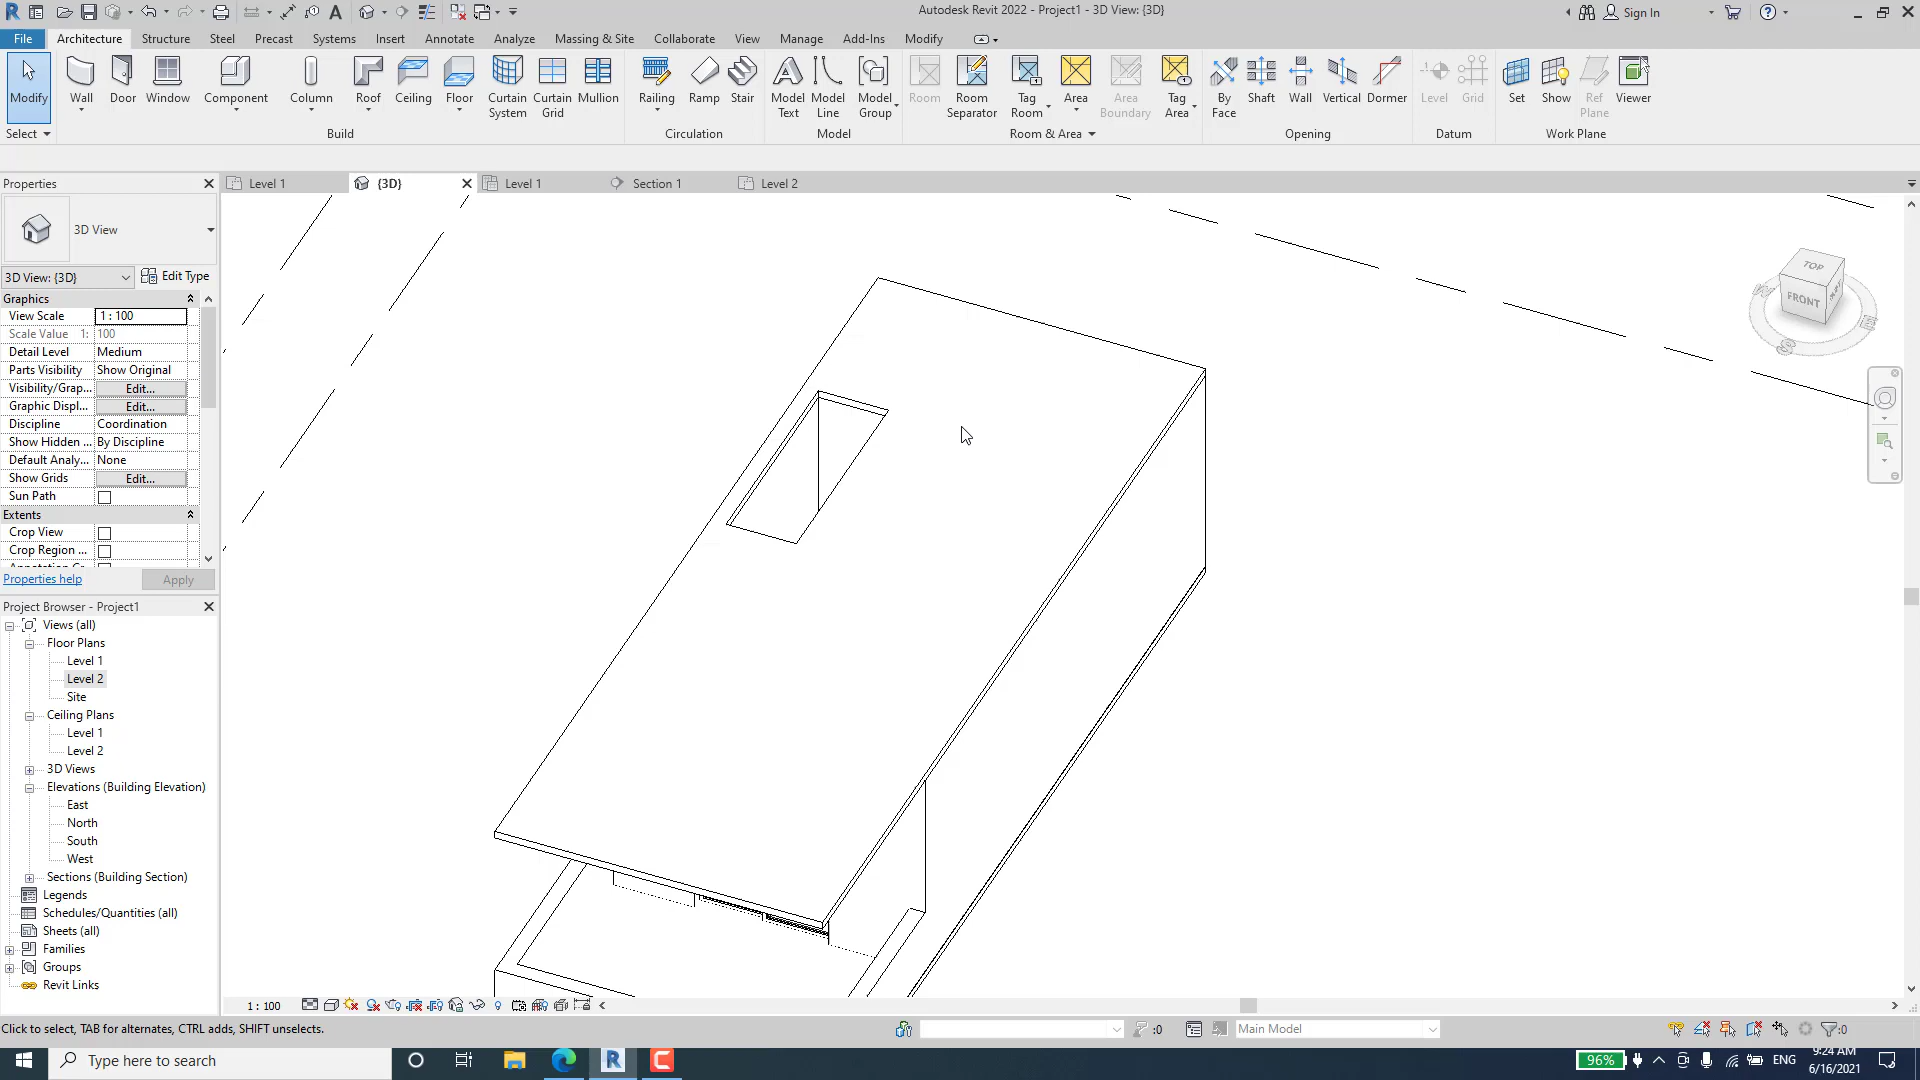 Autodesk Revit 2022 - Project1 - 3D View: {3D}
Sign In
File Architecture Structure Steel Precast Systems Insert Annotate Analyze Massing & Site Collaborate View Manage Add-Ins Modify
Modify Wall Door Window Component Column Roof Ceiling Floor Curtain System Curtain Grid Mullion Railing Ramp Stair Model Text Model Line Model Group Room Room Separator Tag Room Area Area Boundary Tag Area By Face Shaft Wall Vertical Dormer Level Grid Set Show Ref Plane Viewer
Select Build Circulation Model Room & Area Opening Datum Work Plane
Properties
Level 1 {3D} Level 1 Section 1 Level 2
3D View
3D View: {3D} Edit Type
Graphics
View Scale 1 : 100
Scale Value 1: 100
Detail Level Medium
Parts Visibility Show Original
Visibility/Grap... Edit...
Graphic Displ... Edit...
Discipline Coordination
Show Hidden ... By Discipline
Default Analy... None
Show Grids Edit...
Sun Path
Extents
Crop View
Crop Region ...
Properties help Apply
Project Browser - Project1
Views (all)
Floor Plans
Level 1
Level 2
Site
Ceiling Plans
Level 1
Level 2
3D Views
Elevations (Building Elevation)
East
North
South
West
Sections (Building Section)
Legends
Schedules/Quantities (all)
Sheets (all)
Families
Groups
Revit Links
TOP
FRONT
W
S
E
1 : 100
Click to select, TAB for alternates, CTRL adds, SHIFT unselects.
:0
Main Model
:0
Type here to search
96%
ENG
9:24 AM
6/16/2021